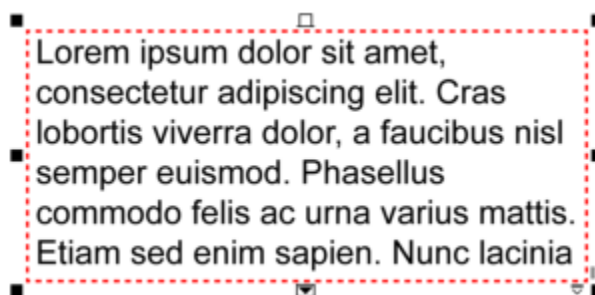 Lorem ipsum dolor sit amet,
consectetur adipiscing elit. Cras
lobortis viverra dolor, a faucibus nisl
semper euismod. Phasellus
commodo felis ac urna varius mattis.
Etiam sed enim sapien. Nunc lacinia